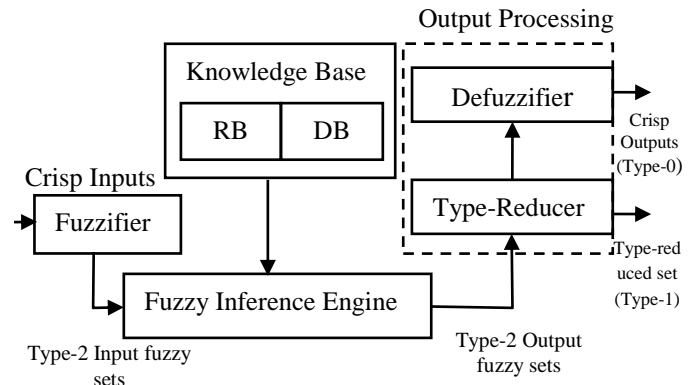 Output Processing
Knowledge Base
RB
DB
Defuzzifier
Crisp
Outputs
(Type-0)
Crisp Inputs
Fuzzifier
Type-Reducer
Type-red
uced set
(Type-1)
Fuzzy Inference Engine
Type-2 Input fuzzy
sets
Type-2 Output
fuzzy sets